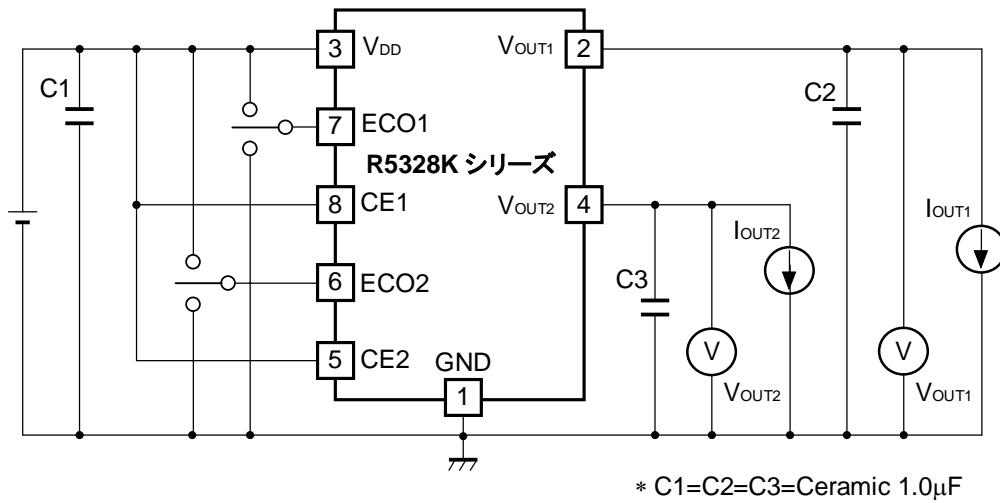 3 VDD
VOUT1 2
C1
C2
7 ECO1
R5328K シリーズ
8 CE1
VOUT2 4
IOUT2
IOUT1
6 ECO2
C3
5 CE2
V
V
GND
VOUT2
VOUT1
1
* C1=C2=C3=Ceramic 1.0μF